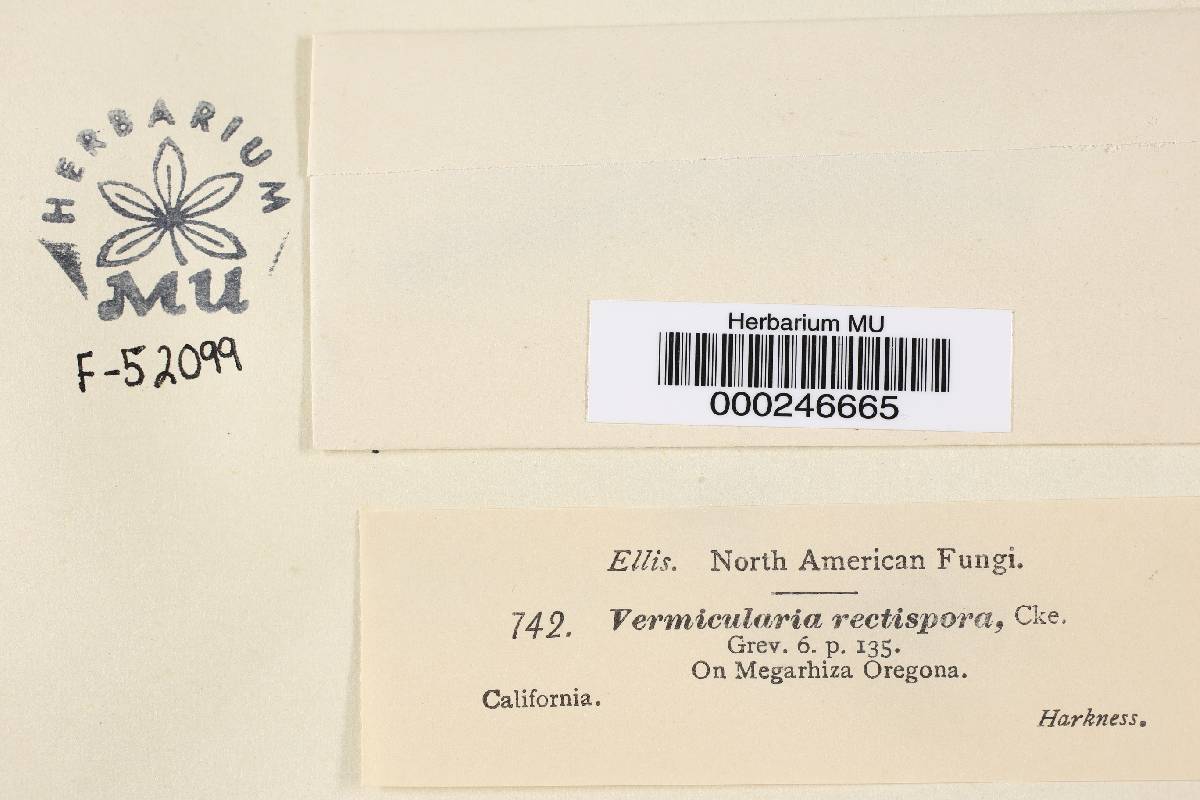 HERBARIUM
MU
F-52099
Herbarium MU
000246665
Ellis. North American Fungi.
742. Vermicularia rectispora, Cke.
Grev. 6. p. 135.
On Megarhiza Oregona.
California.
Harkness.